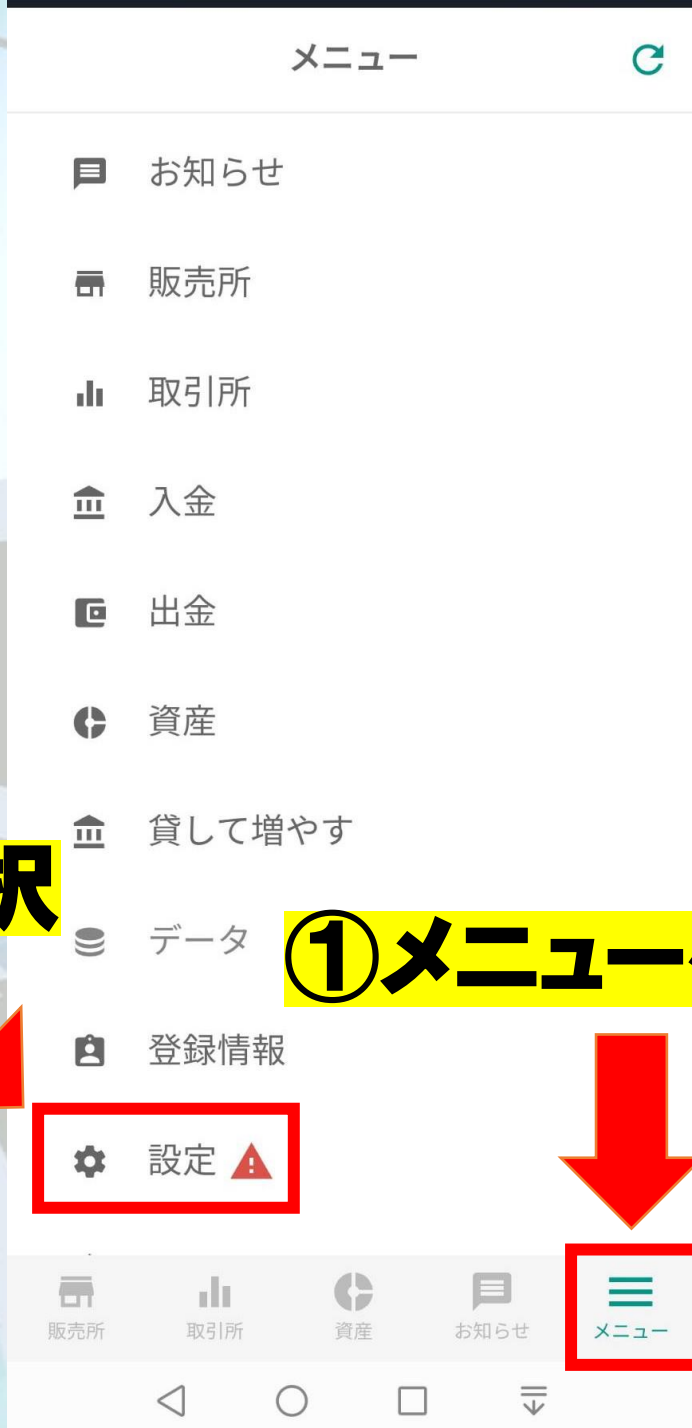 メニュー
お知らせ
販売所
取引所
入金
出金
資産
貸して増やす
択
データ
①メニュー
登録情報
設定
販売所
取引所
資産
お知らせ
メニュー